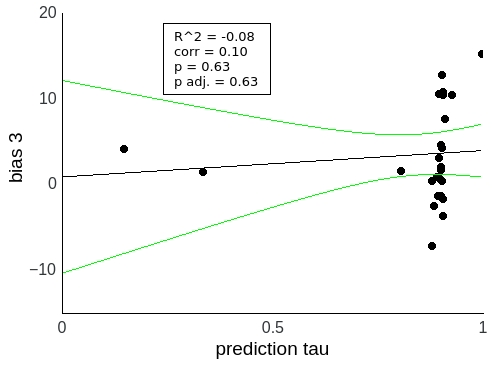 20
R^2 = -0.08
corr = 0.10
p = 0.63
p adj. = 0.63
10
bias 3
0
−10
0 0.5 1
prediction tau